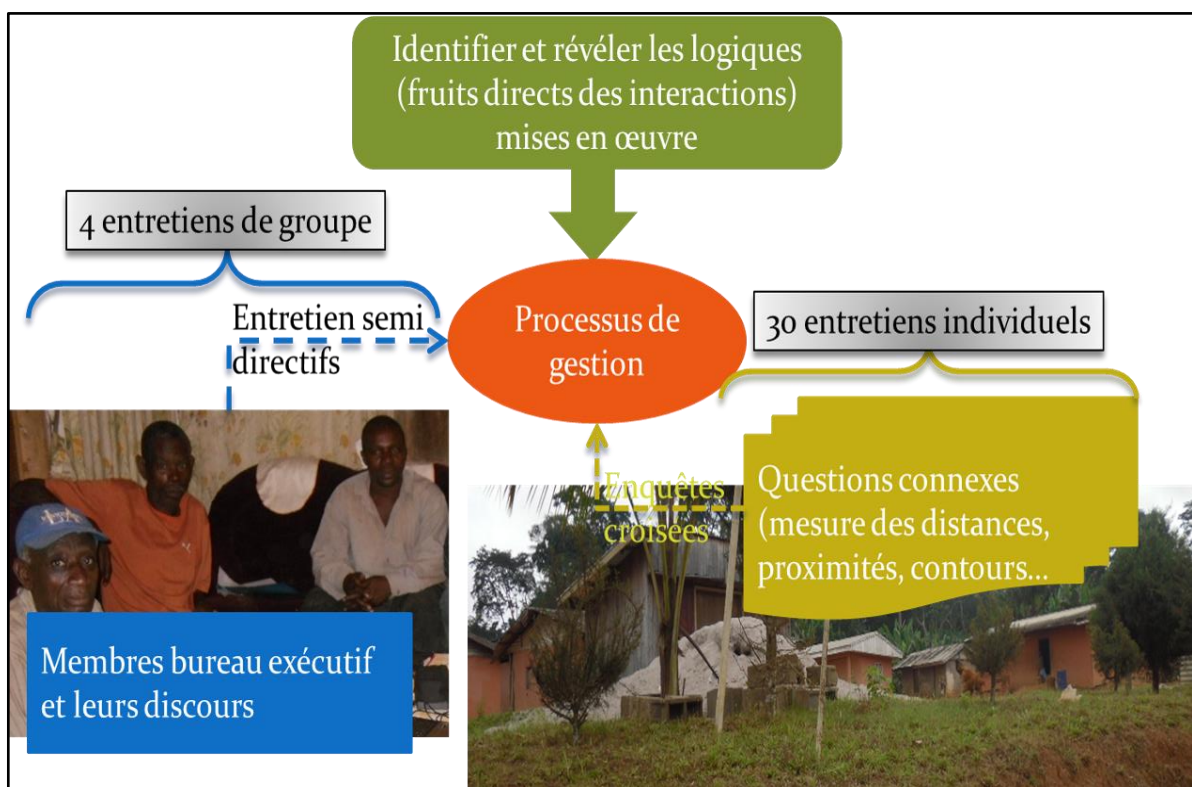 Identifier et révéler les logiques
(fruits directs des interactions)
mises en œuvre
4 entretiens de groupe
Entretien semi
directifs
Processus de
gestion
30 entretiens individuels
Enquêtes
croisées
Questions connexes
(mesure des distances,
proximités, contours...
Membres bureau exécutif
et leurs discours